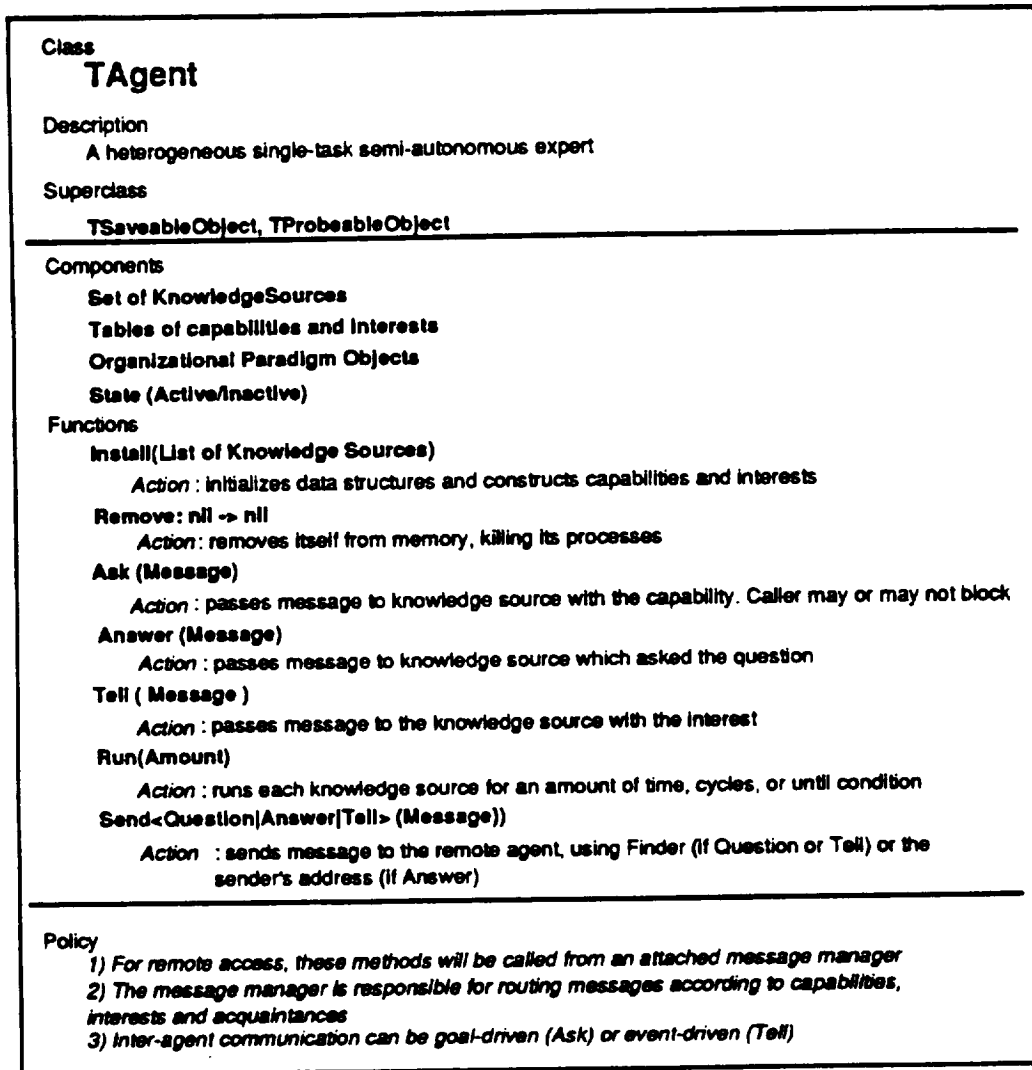 Class
TAgent
Description
A heterogeneous single-task semi-autonomous expert
Superclass
TSaveableObject, TProbeableObject
Components
Set of KnowledgeSources
Tables of capabilities and Interests
Organizational Paradigm Objects
State (Active/Inactive)
Functions
Install(List of Knowledge Sources)
Action : initializes data structures and constructs capabilities and interests
Remove: nil -> nil
Action : removes itself from memory, killing its processes
Ask (Message)
Action : passes message to knowledge source with the capability. Caller may or may not block
Answer (Message)
Action : passes message to knowledge source which asked the question
Tell ( Message )
Action : passes message to the knowledge source with the interest
Run(Amount)
Action : runs each knowledge source for an amount of time, cycles, or until condition
Send<Question|Answer|Tell> (Message))
Action : sends message to the remote agent, using Finder (if Question or Tell) or the
sender's address (if Answer)
Policy
1) For remote access, these methods will be called from an attached message manager
2) The message manager is responsible for routing messages according to capabilities,
interests and acquaintances
3) Inter-agent communication can be goal-driven (Ask) or event-driven (Tell)